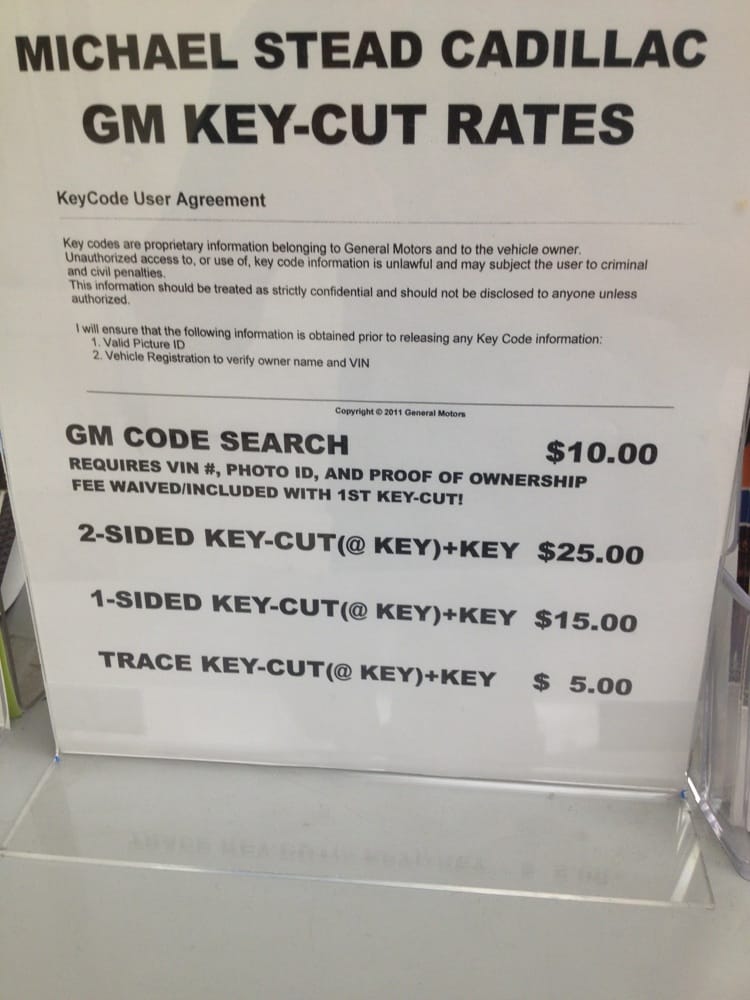 MICHAEL STEAD CADILLAC
GM KEY-CUT RATES
KeyCode User Agreement
Key codes are proprietary information belonging to General Motors and to the vehicle owner.
Unauthorized access to, or use of, key code information is unlawful and may subject the user to criminal
and civil penalties.
This information should be treated as strictly confidential and should not be disclosed to anyone unless
authorized.
I will ensure that the following information is obtained prior to releasing any Key Code information:
1. Valid Picture ID
2. Vehicle Registration to verify owner name and VIN
Copyright © 2011 General Motors
GM CODE SEARCH $10.00
REQUIRES VIN #, PHOTO ID, AND PROOF OF OWNERSHIP
FEE WAIVED/INCLUDED WITH 1ST KEY-CUT!
2-SIDED KEY-CUT(@ KEY)+KEY $25.00
1-SIDED KEY-CUT(@ KEY)+KEY $15.00
TRACE KEY-CUT(@ KEY)+KEY $ 5.00